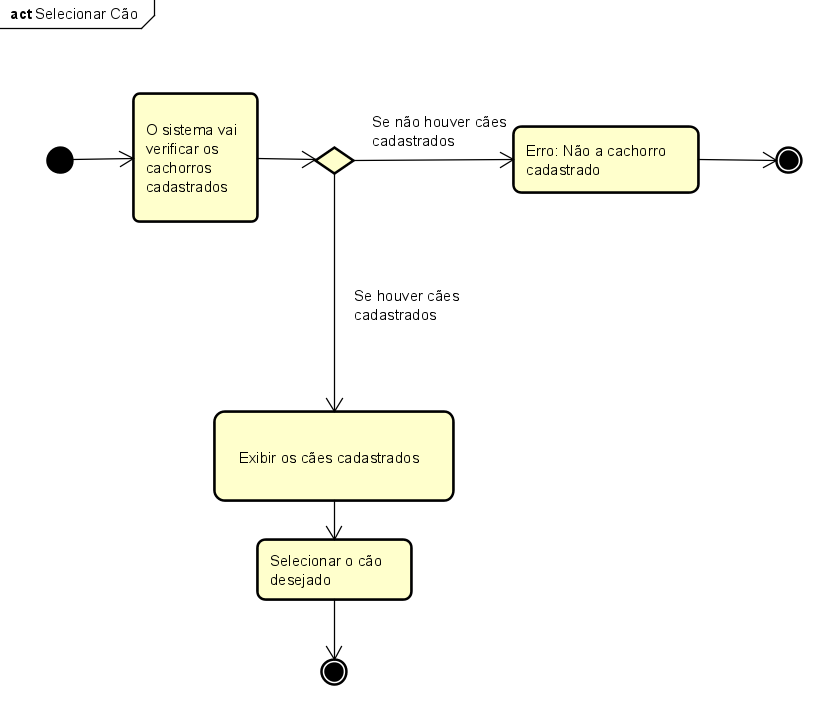 act Selecionar Cão
O sistema vai
verificar os
cachorros
cadastrados
Se não houver cães
cadastrados
Erro: Não a cachorro
cadastrado
Se houver cães
cadastrados
Exibir os cães cadastrados
Selecionar o cão
desejado